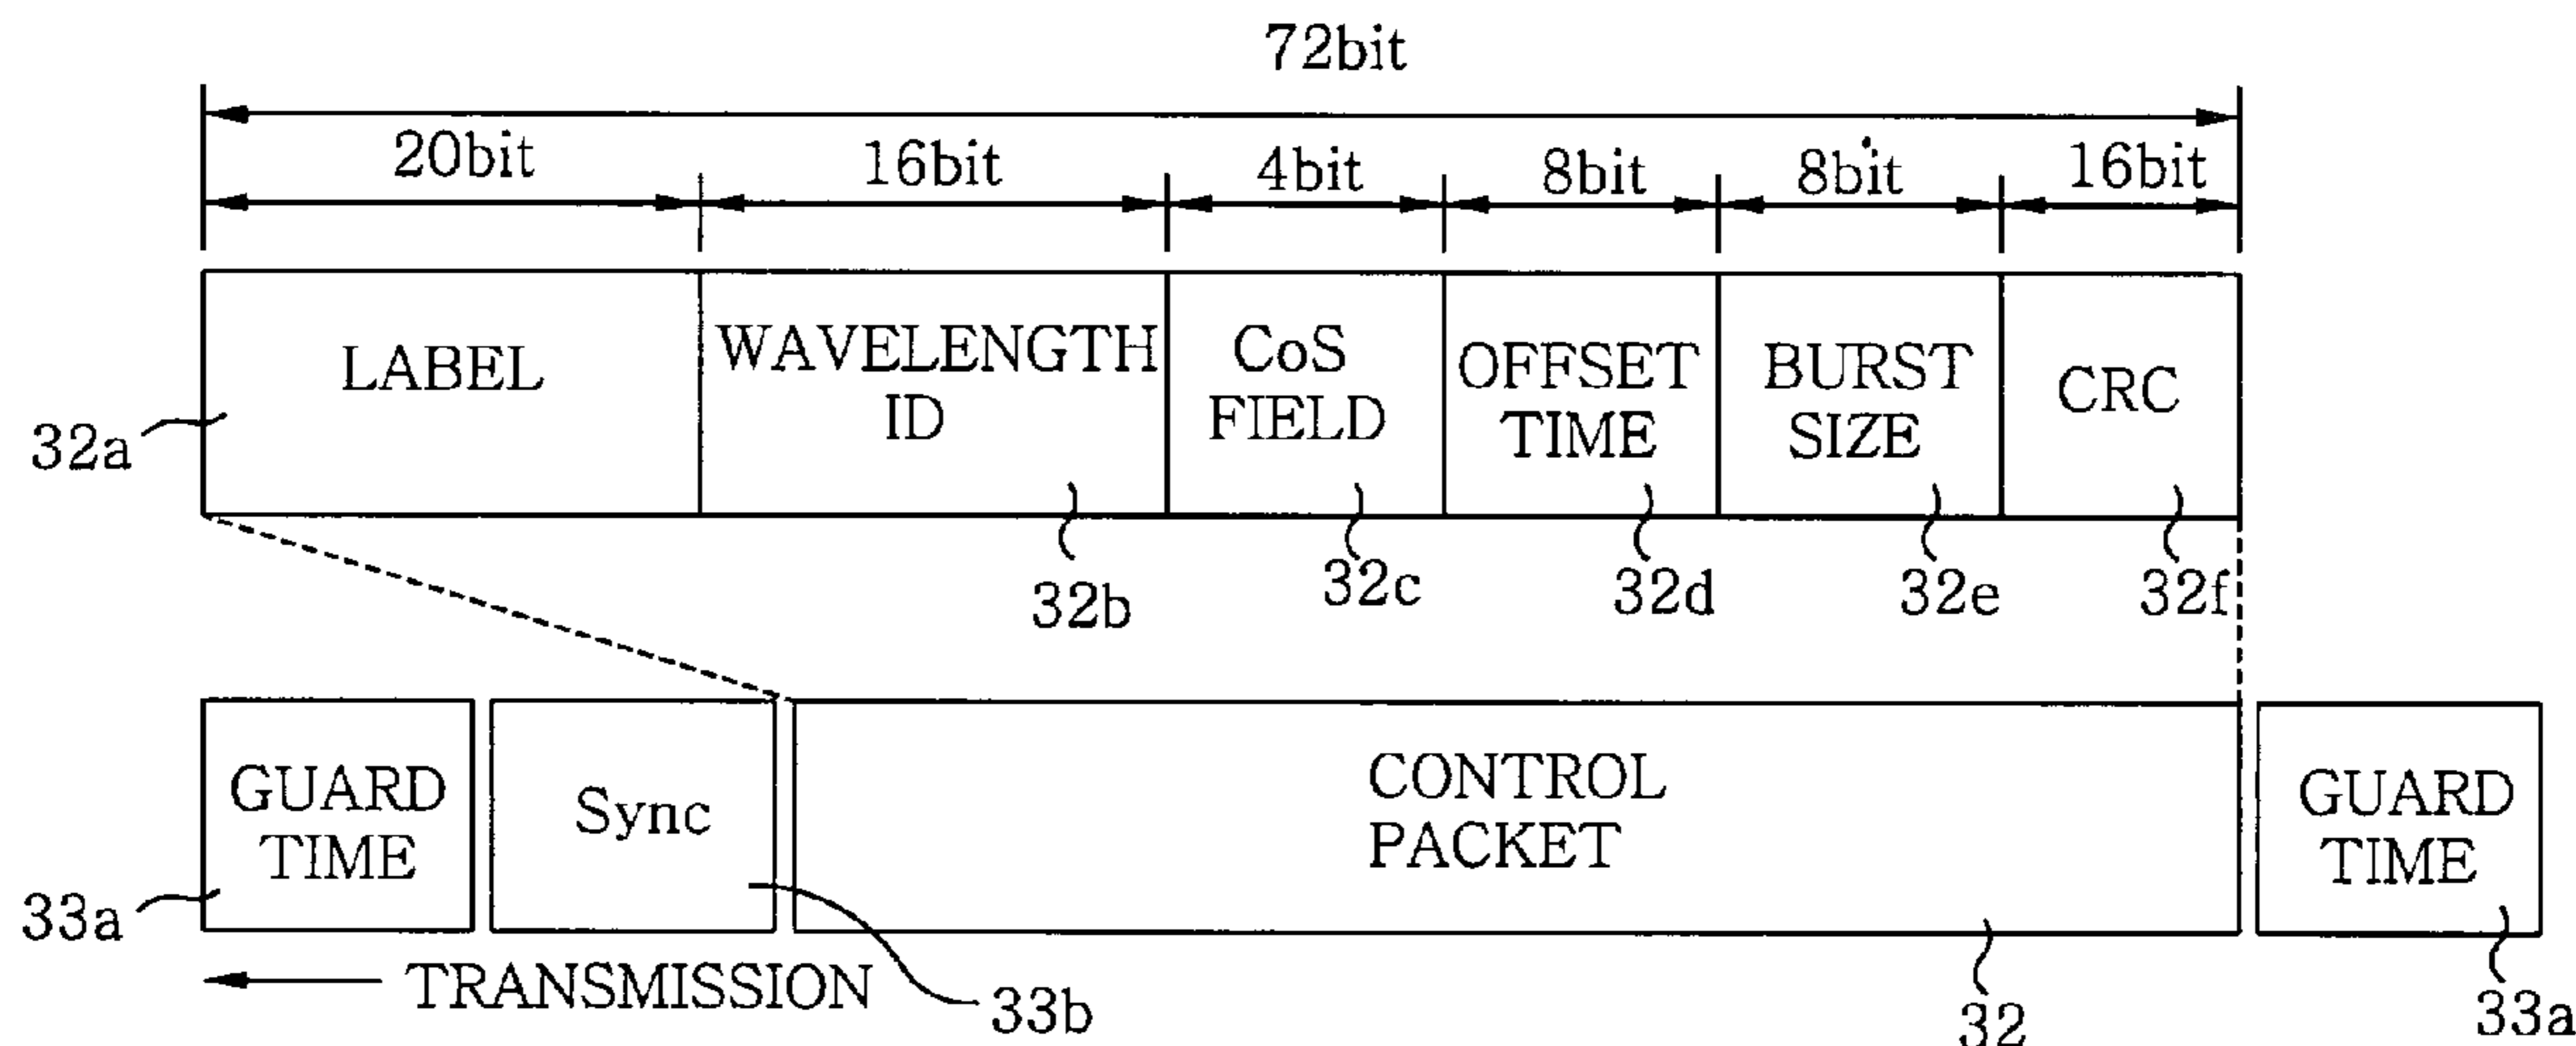 72bit
20bit
16bit
4bit
8bit
8bit
16bit
LABEL
WAVELENGTH
ID
CoS
FIELD
OFFSET
TIME
BURST
SIZE
CRC
32a
32b
32c
32d
32e
32f
GUARD
TIME
Sync
CONTROL
PACKET
GUARD
TIME
33a
TRANSMISSION
33b
32
33a